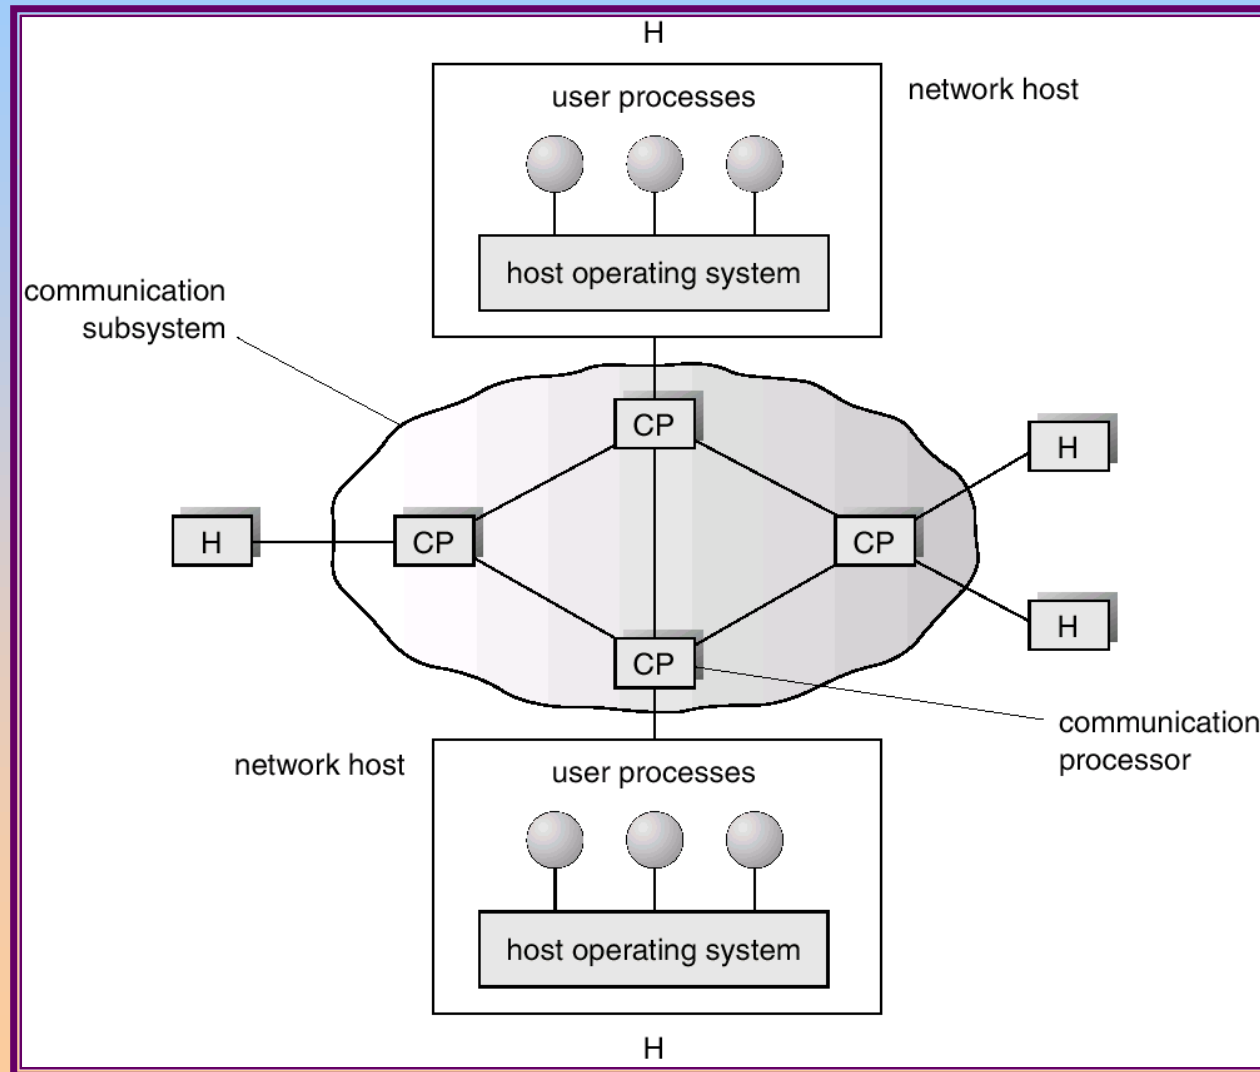 H
user processes
network host
host operating system
communication
subsystem
CP
H
H
CP
CP
H
CP
communication
processor
network host
user processes
host operating system
H